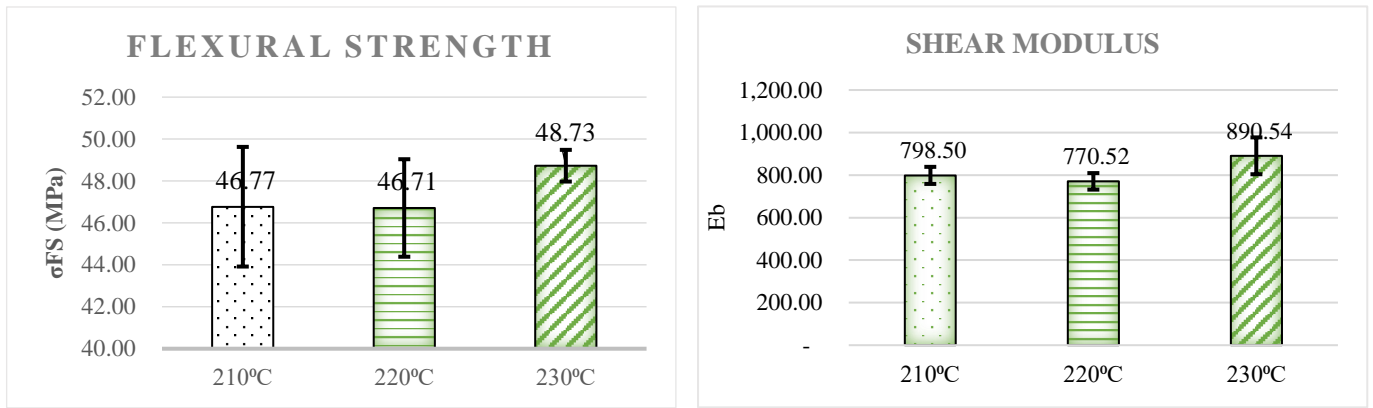 FLEXURAL STRENGTH
σFS (MPa)
52.00
50.00
48.00
46.00
44.00
42.00
40.00
46.77
46.71
48.73
210ºC
220ºC
230ºC
SHEAR MODULUS
Eb
1,200.00
1,000.00
800.00
600.00
400.00
200.00
-
798.50
770.52
890.54
210ºC
220ºC
230ºC